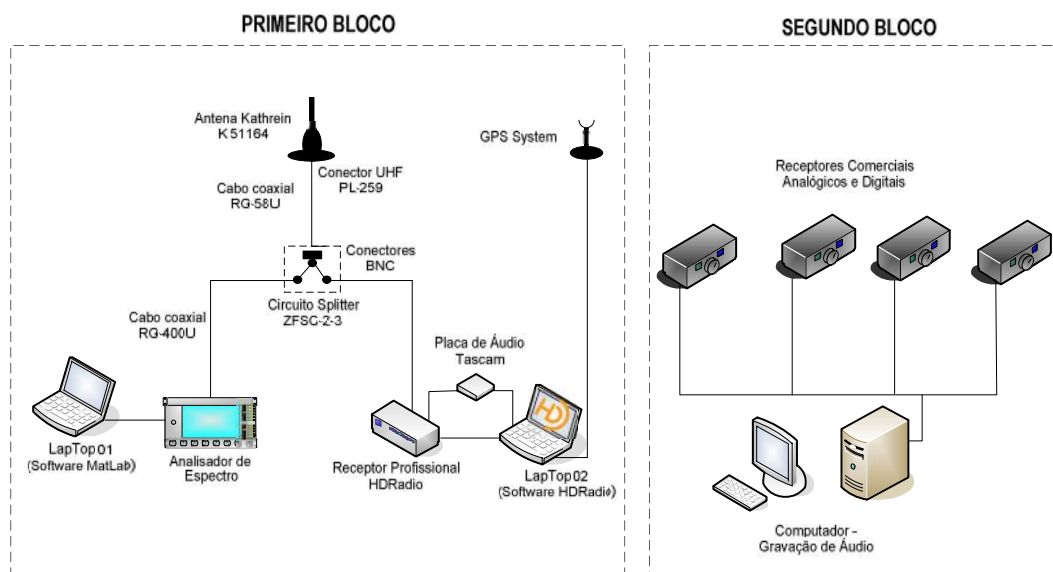 PRIMEIRO BLOCO
SEGUNDO BLOCO
Antena Kathrein
K 51164
GPS System
Conector UHF
PL-259
Cabo coaxial
RG-58U
Receptores Comerciais
Analógicos e Digitais
Conectores
BNC
Circuito Splitter
ZFSC-2-3
Cabo coaxial
RG-400U
Placa de Áudio
Tascam
HD
LapTop 01
(Software MatLab)
Analisador de
Espectro
Receptor Profissional
HDRadio
LapTop 02
(Software HDRadio)
Computador –
Gravação de Áudio